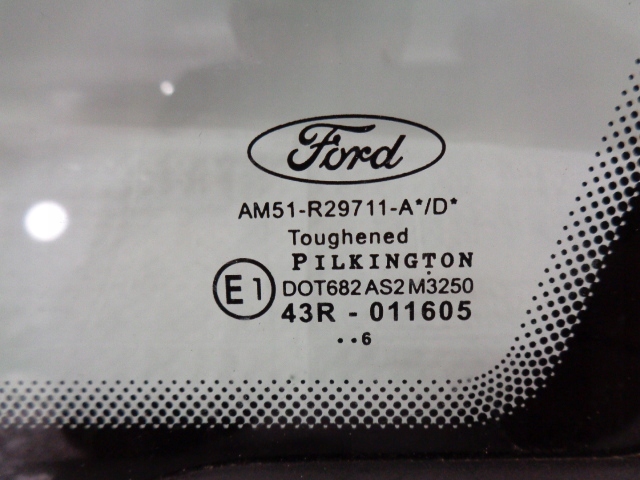 Ford
AM51-R29711-A*/D*
Toughened
PILKINGTON
E1
DOT682 AS2 M3250
43R - 011605
··6